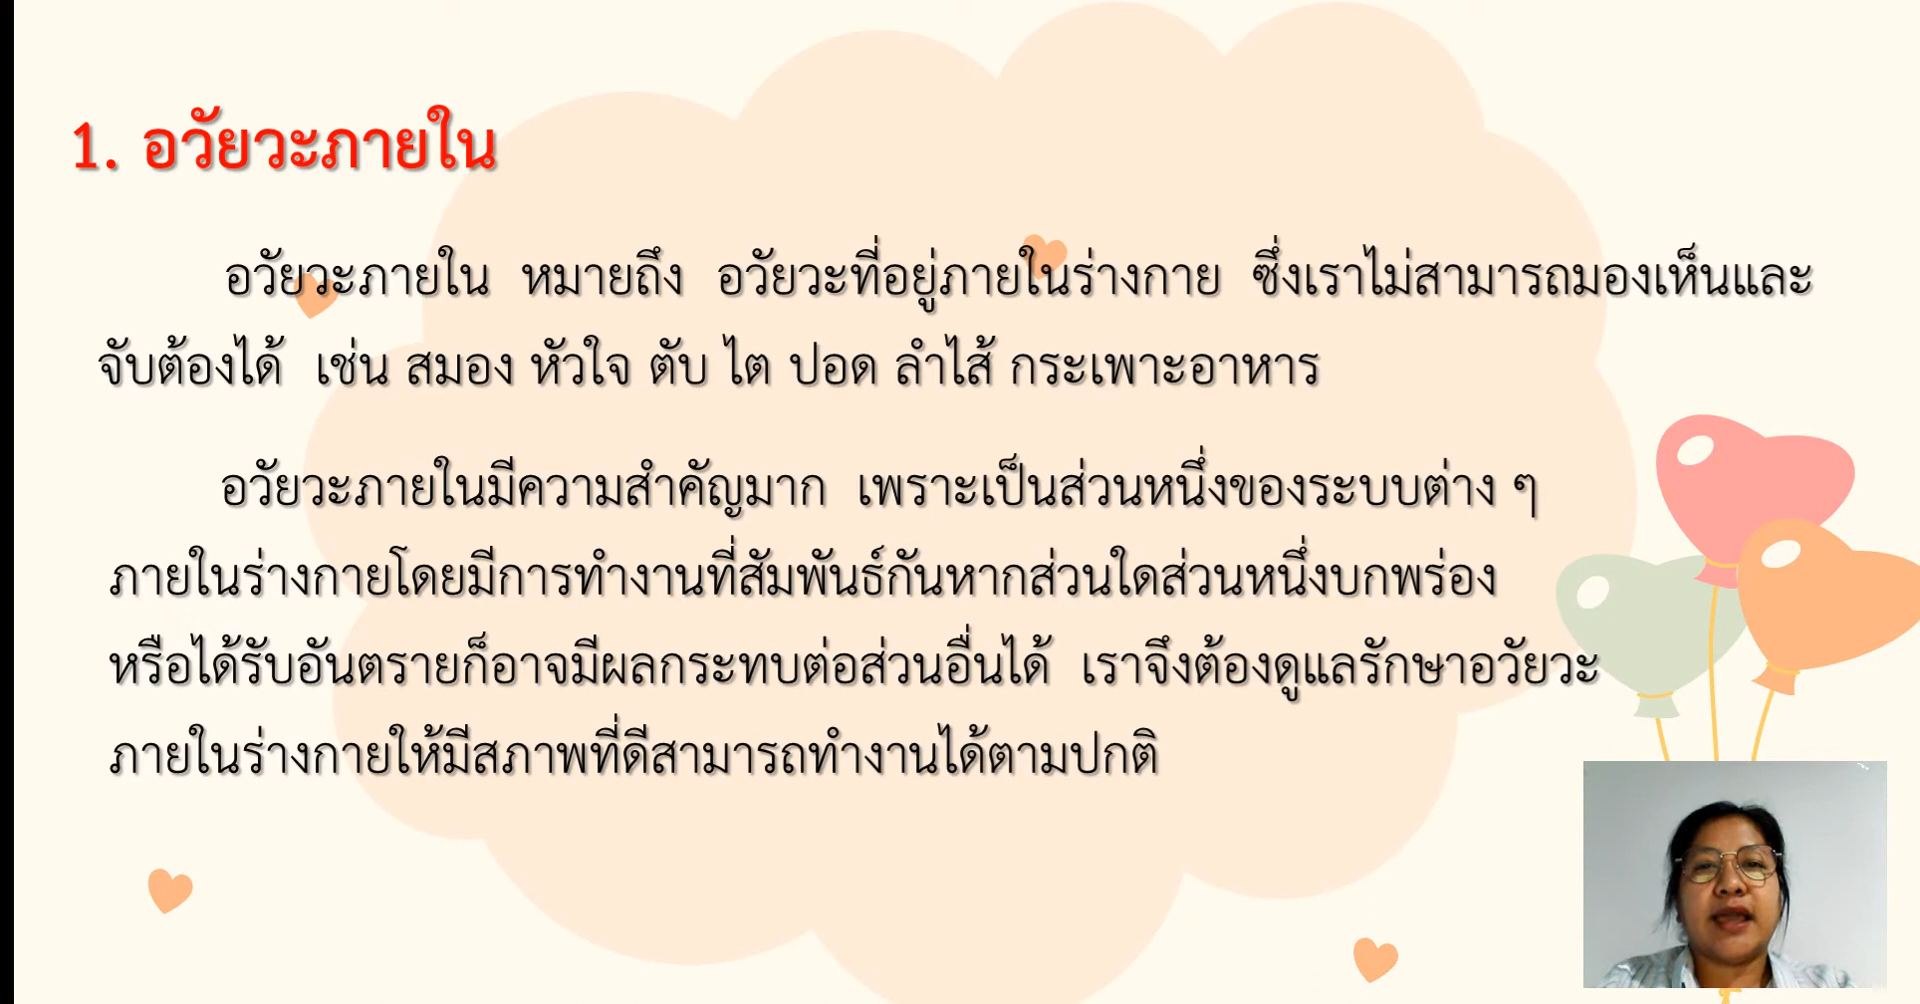 1. อวัยวะภายใน
อวัยวะภายใน หมายถึง อวัยวะที่อยู่ภายในร่างกาย ซึ่งเราไม่สามารถมองเห็นและ
จับต้องได้ เช่น สมอง หัวใจ ตับ ไต ปอด ลำไส้ กระเพาะอาหาร
อวัยวะภายในมีความสำคัญมาก เพราะเป็นส่วนหนึ่งของระบบต่าง ๆ
ภายในร่างกายโดยมีการทำงานที่สัมพันธ์กันหากส่วนใดส่วนหนึ่งบกพร่อง
หรือได้รับอันตรายก็อาจมีผลกระทบต่อส่วนอื่นได้ เราจึงต้องดูแลรักษาอวัยวะ
ภายในร่างกายให้มีสภาพที่ดีสามารถทำงานได้ตามปกติ